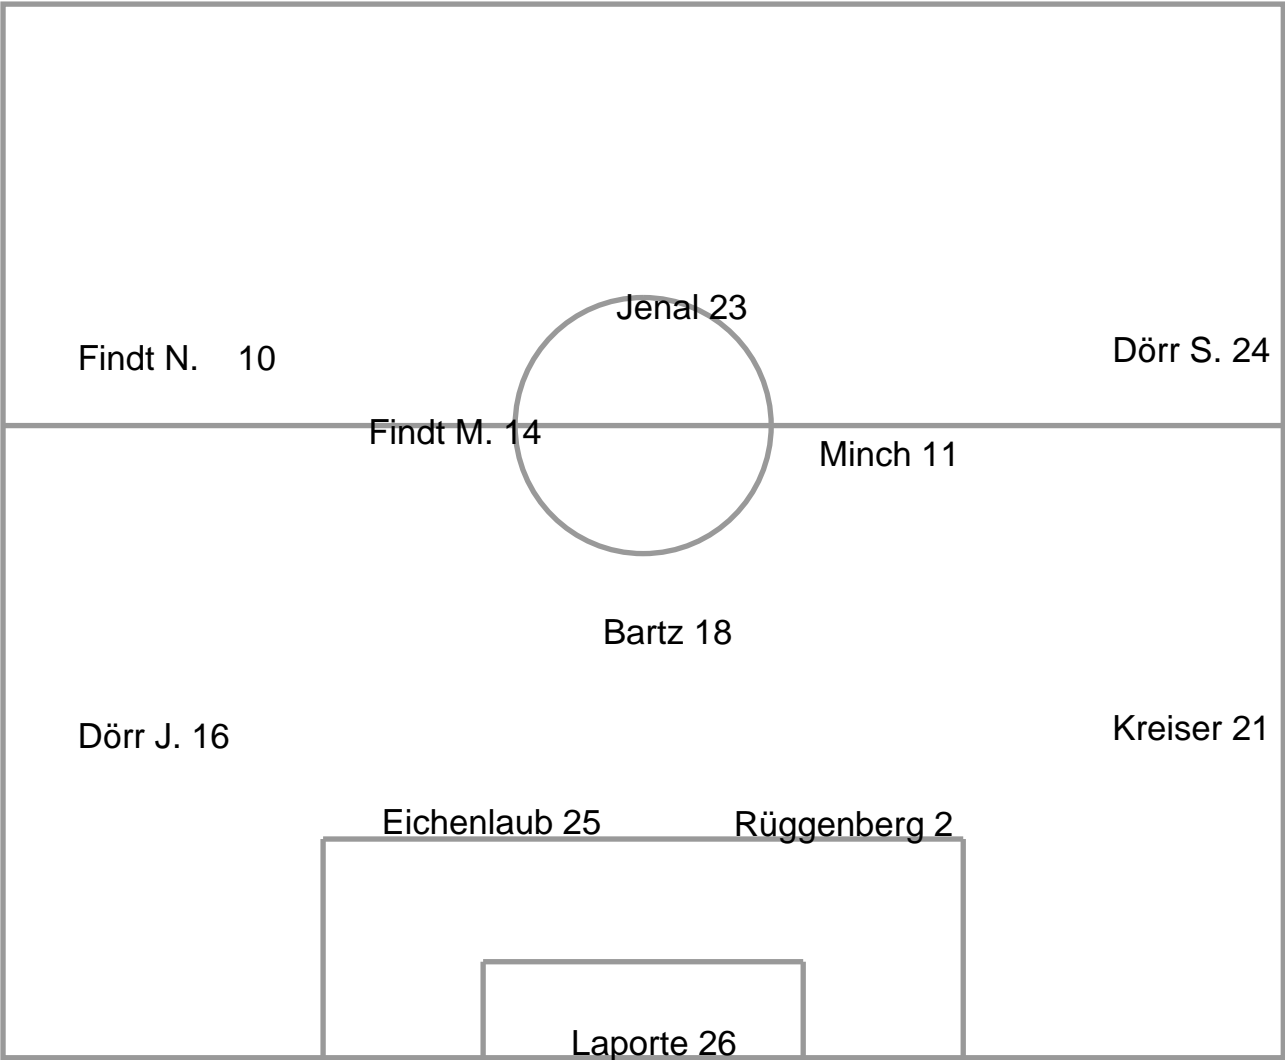 Jenal 23
Findt N. 10
Dörr S. 24
Findt M. 14
Minch 11
Bartz 18
Dörr J. 16
Kreiser 21
Eichenlaub 25
Rüggenberg 2
Laporte 26